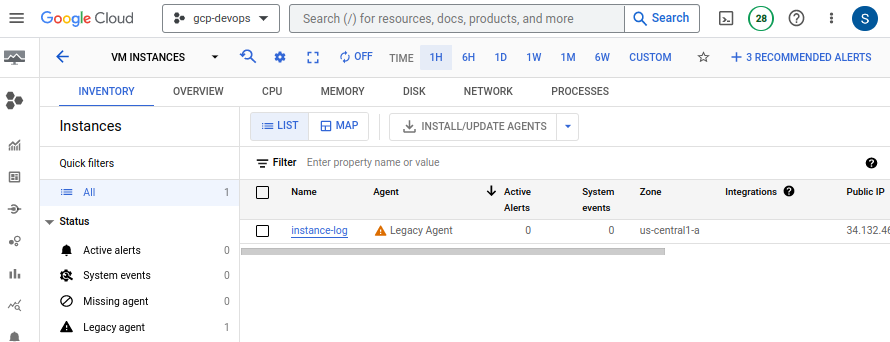 Google Cloud gcp-devops Search (/) for resources, docs, products, and more Search 28 S
VM INSTANCES OFF TIME 1H 6H 1D 1W 1M 6W CUSTOM 3 RECOMMENDED ALERTS
INVENTORY OVERVIEW CPU MEMORY DISK NETWORK PROCESSES
Instances
LIST MAP INSTALL/UPDATE AGENTS
Quick filters
Filter Enter property name or value
All 1
Name Agent Active Alerts System events Zone Integrations Public IP
Status
instance-log Legacy Agent 0 0 us-central1-a 34.132.46
Active alerts 0
System events 0
Missing agent 0
Legacy agent 1